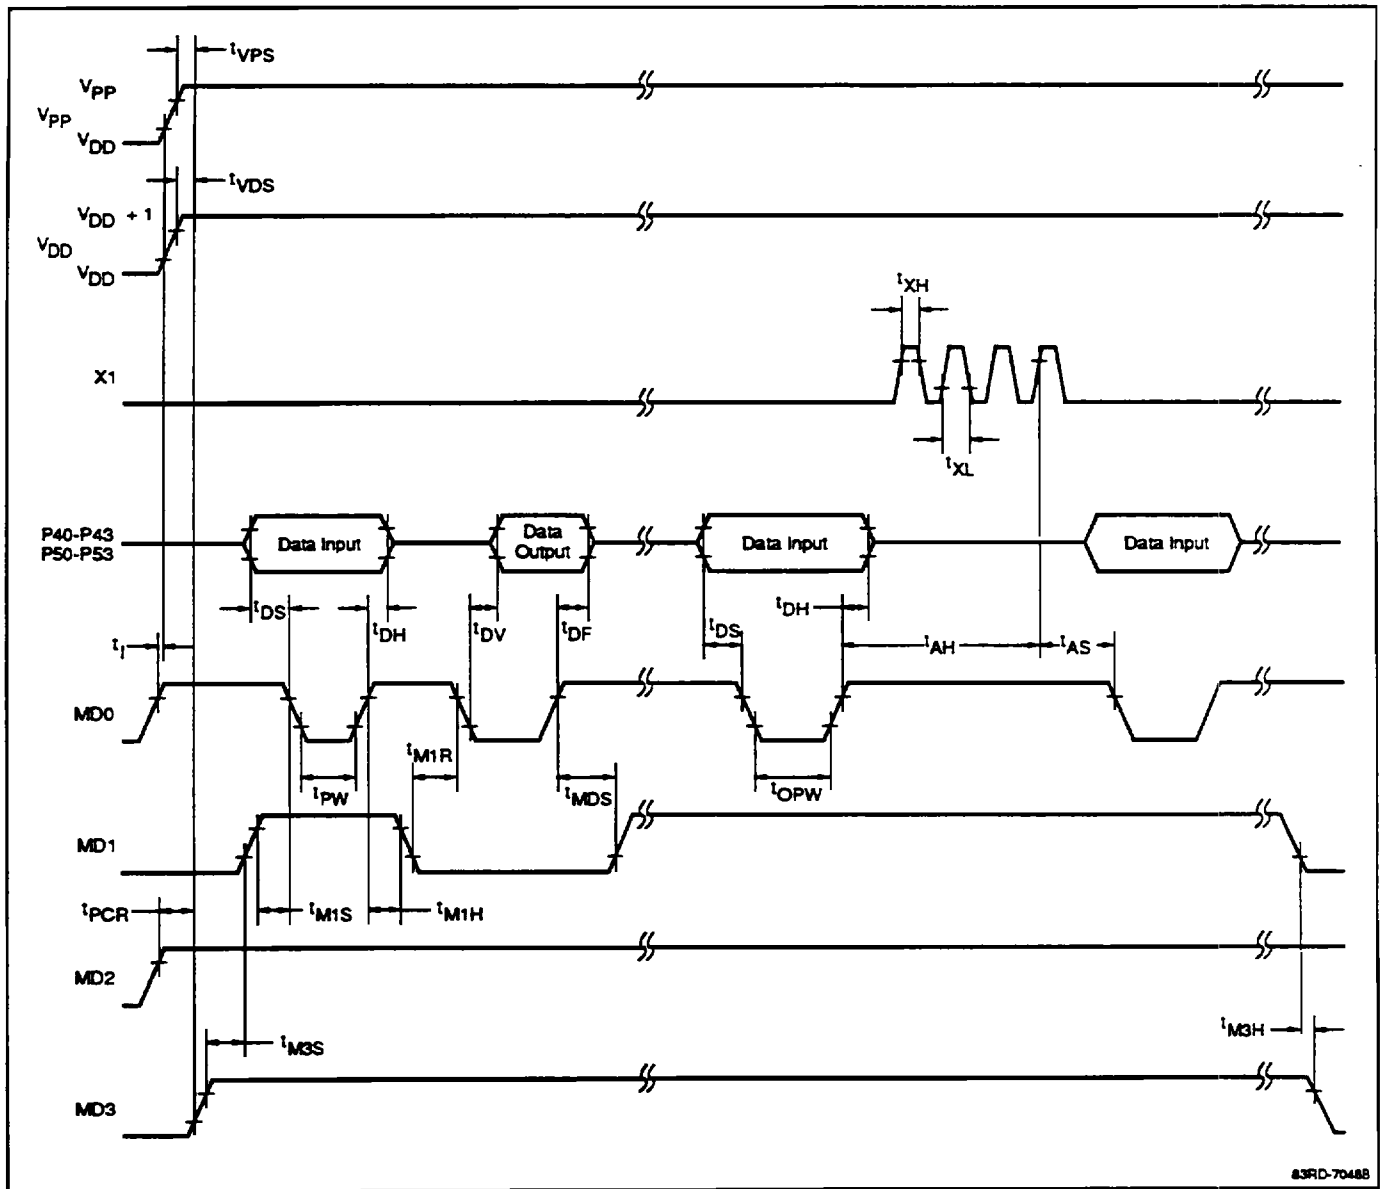 tVPS
VPP
VPP
VDD
tVDS
VDD + 1
VDD
VDD
tXH
X1
tXL
P40-P43
P50-P53
Data Input
Data
Output
Data Input
Data Input
tDS
tDH
tDV
tDF
tDS
tDH
tAH
tAS
tI
MD0
tM1R
tPW
tMDS
tOPW
MD1
tPCR
tM1S
tM1H
MD2
tM3S
tM3H
MD3
83RD-7048B